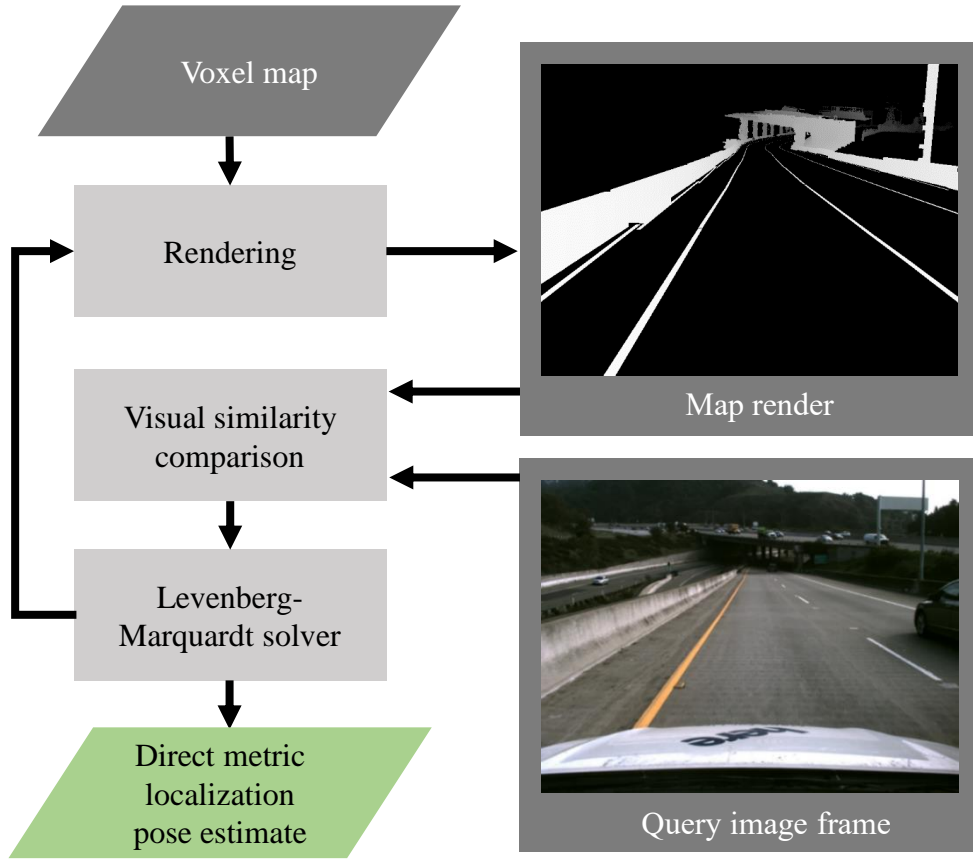 Voxel map
Rendering
Map render
Visual similarity
comparison
Levenberg-
Marquardt solver
Direct metric
localization
pose estimate
here
Query image frame